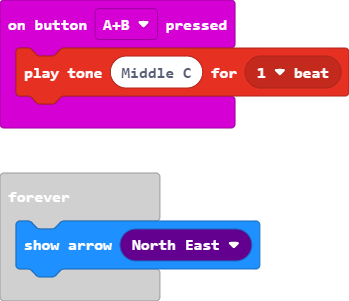 on button A+B pressed
play tone Middle C for 1 beat
forever
show arrow North East